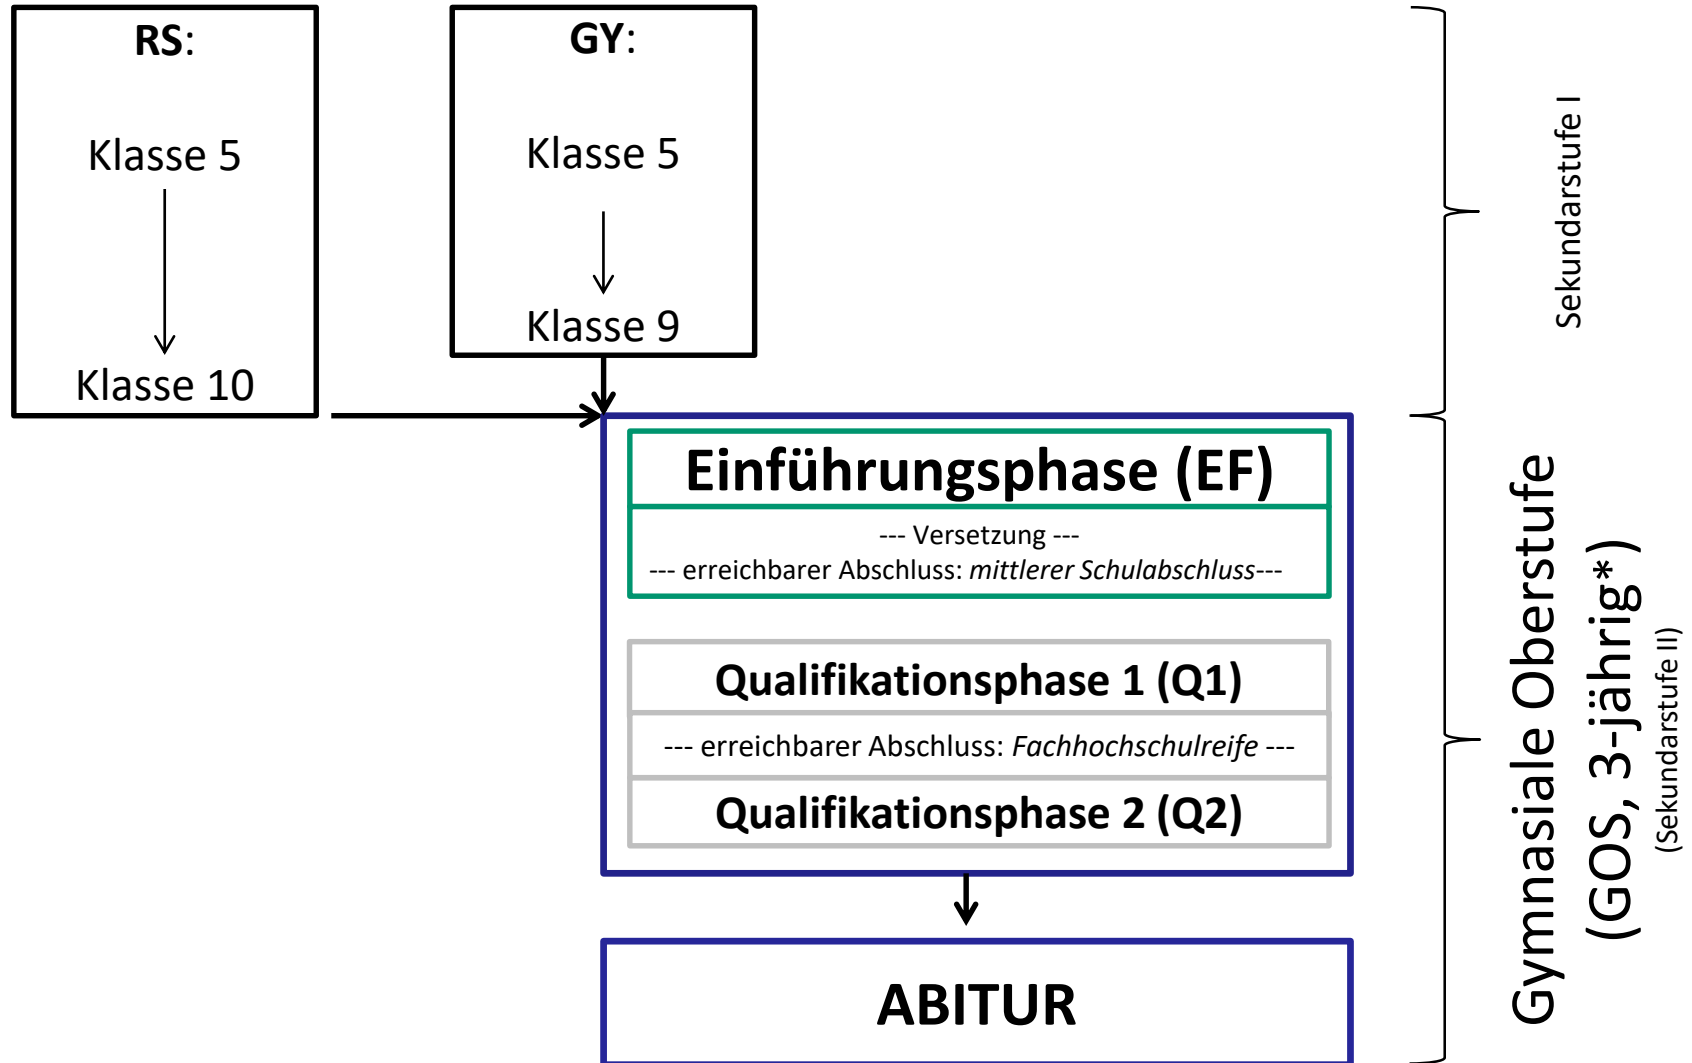 RS:
Klasse 5
Klasse 10
GY:
Klasse 5
Klasse 9
Sekundarstufe I
Einführungsphase (EF)
--- Versetzung ---
--- erreichbarer Abschluss: mittlerer Schulabschluss---
Qualifikationsphase 1 (Q1)
--- erreichbarer Abschluss: Fachhochschulreife ---
Qualifikationsphase 2 (Q2)
ABITUR
Gymnasiale Oberstufe
(GOS, 3-jährig*)
(Sekundarstufe II)